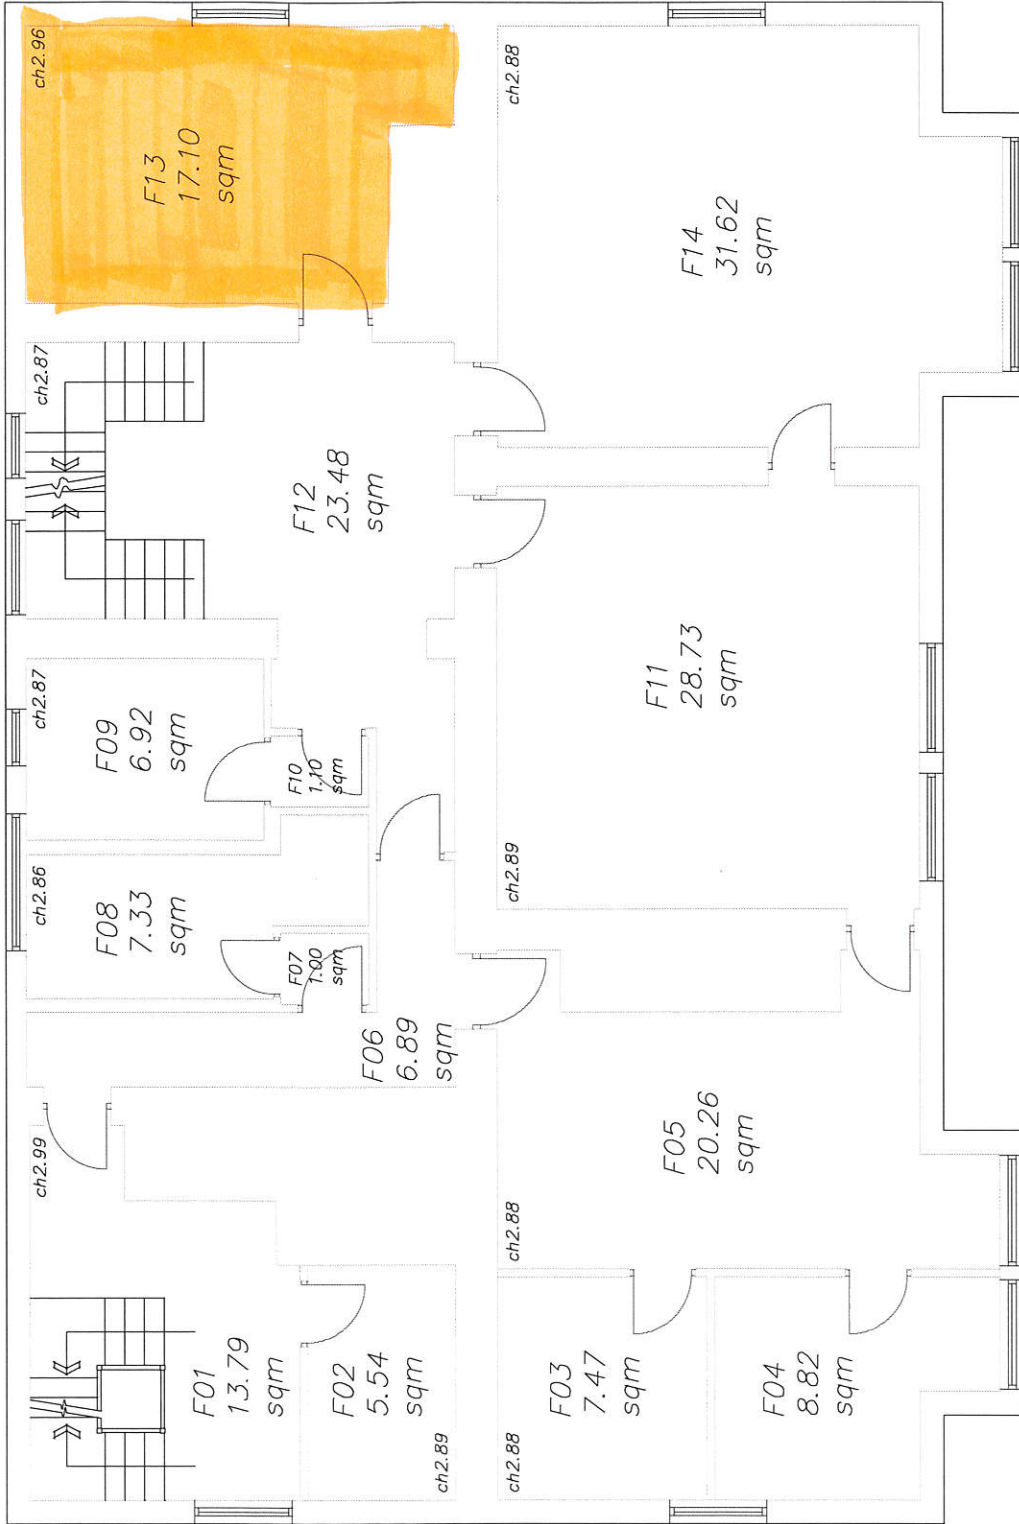 ch2.96
F13
17.10
sqm
ch2.88
F14
31.62
sqm
ch2.87
F12
23.48
sqm
ch2.87
F09
6.92
sqm
F10
1.10
sqm
F11
28.73
sqm
ch2.89
ch2.86
F08
7.33
sqm
F07
1.00
sqm
F06
6.89
sqm
F05
20.26
sqm
ch2.88
ch2.99
F01
13.79
sqm
F02
5.54
sqm
ch2.89
F03
7.47
sqm
ch2.88
F04
8.82
sqm